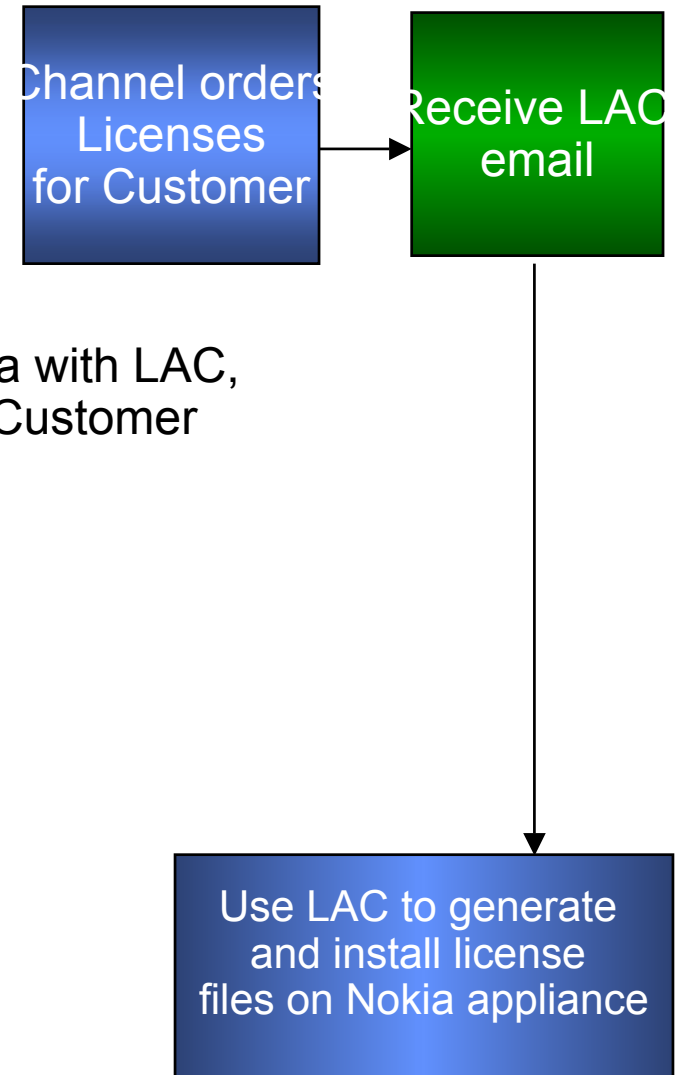 Channel orders
Licenses
for Customer
Receive LAC
email
a with LAC,
Customer
Use LAC to generate
and install license
files on Nokia appliance